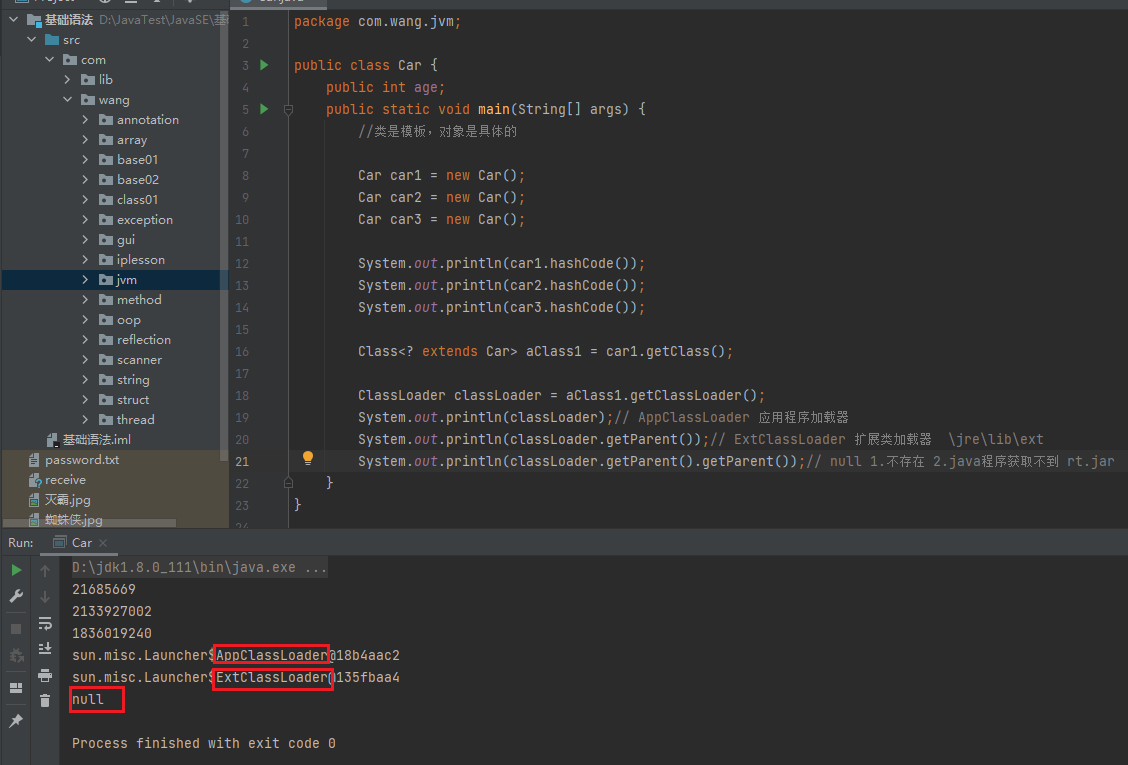 基础语法 D:\JavaTest\JavaSE\基
src
com
lib
wang
annotation
array
base01
base02
class01
exception
gui
iplesson
jvm
method
oop
reflection
scanner
string
struct
thread
基础语法.iml
password.txt
receive
灭霸.jpg
蜘蛛侠.jpg
1 package com.wang.jvm;
2
3 public class Car {
4 public int age;
5 public static void main(String[] args) {
6 //类是模板，对象是具体的
7
8 Car car1 = new Car();
9 Car car2 = new Car();
10 Car car3 = new Car();
11
12 System.out.println(car1.hashCode());
13 System.out.println(car2.hashCode());
14 System.out.println(car3.hashCode());
15
16 Class<? extends Car> aClass1 = car1.getClass();
17
18 ClassLoader classLoader = aClass1.getClassLoader();
19 System.out.println(classLoader);// AppClassLoader 应用程序加载器
20 System.out.println(classLoader.getParent());// ExtClassLoader 扩展类加载器 \jre\lib\ext
21 System.out.println(classLoader.getParent().getParent());// null 1.不存在 2.java程序获取不到 rt.jar
22 }
23 }
24
Run: Car
D:\jdk1.8.0_111\bin\java.exe ...
21685669
2133927002
1836019240
sun.misc.Launcher$AppClassLoader@18b4aac2
sun.misc.Launcher$ExtClassLoader@135fbaa4
null
Process finished with exit code 0